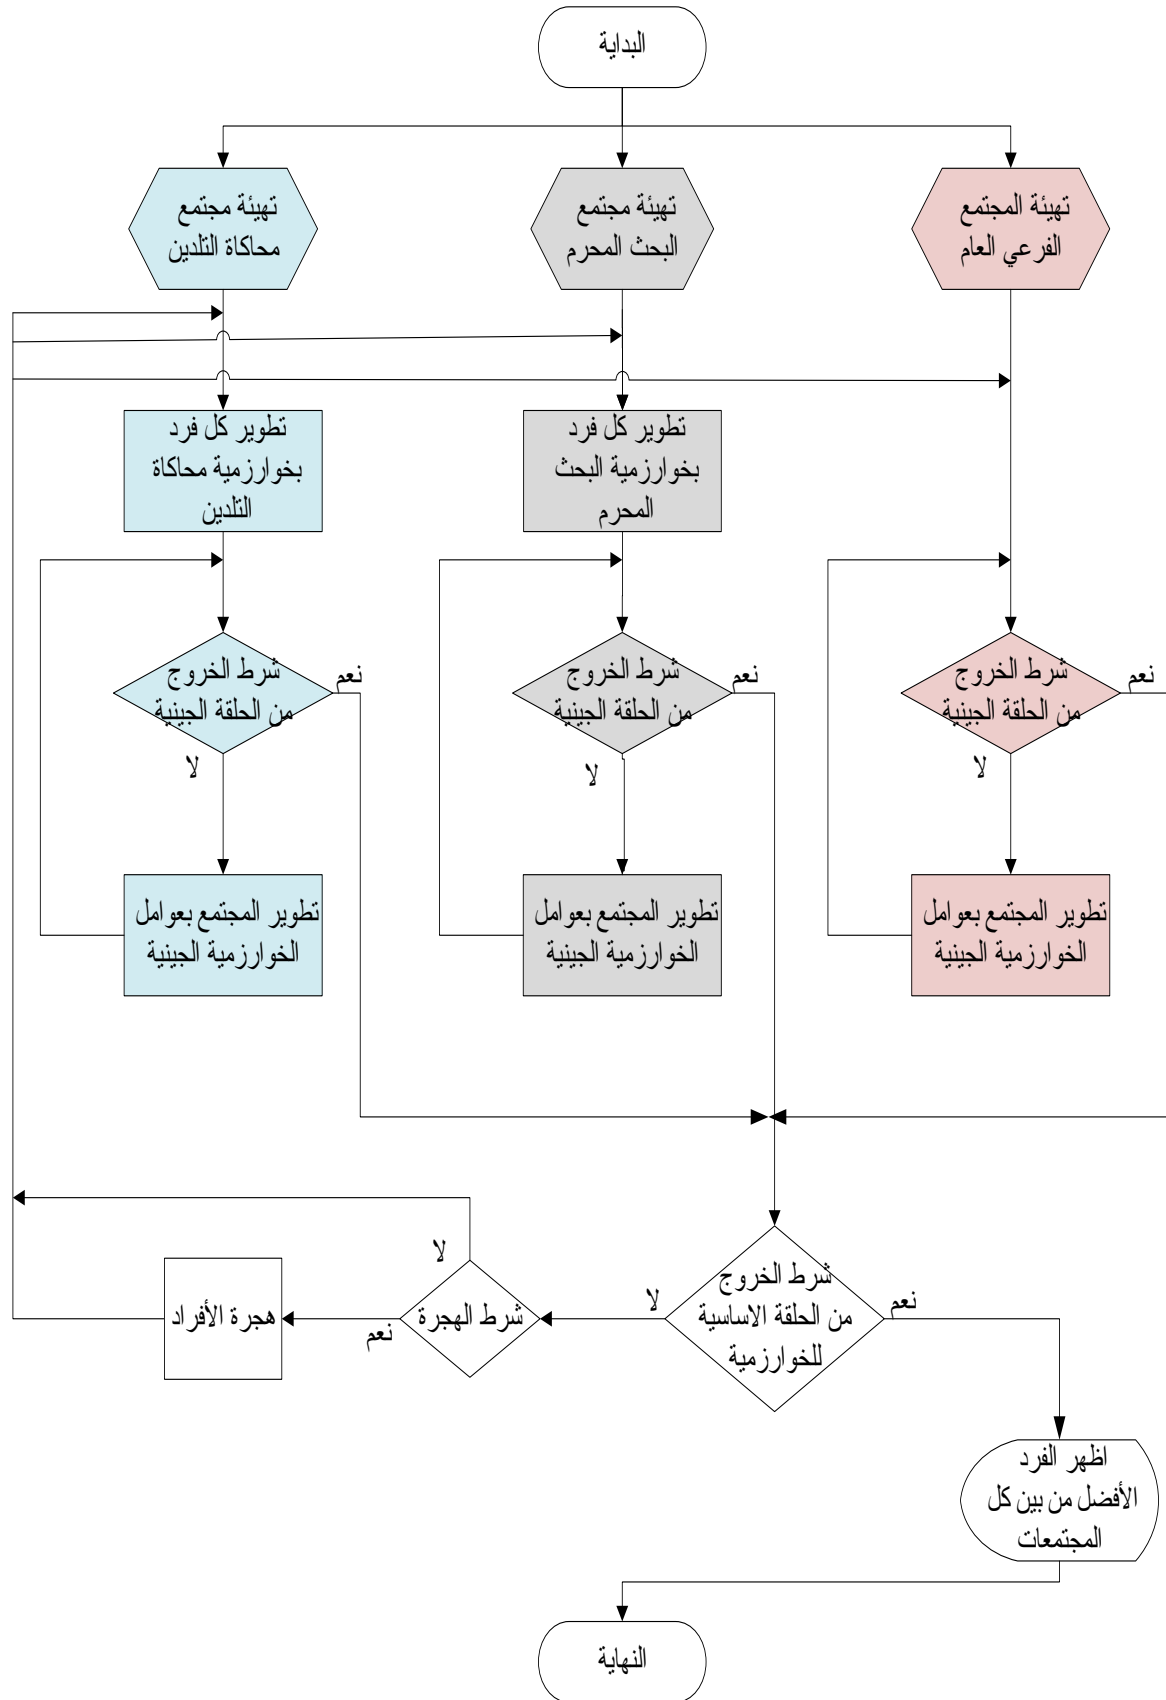 البداية
تهيئة المجتمع
الفرعي العام
تهيئة مجتمع
البحث المحرم
تهيئة مجتمع
محاكاة التلدين
تطوير كل فرد
بخوارزمية البحث
المحرم
تطوير كل فرد
بخوارزمية محاكاة
التلدين
شرط الخروج
من الحلقة الجينية
نعم
لا
شرط الخروج
من الحلقة الجينية
نعم
لا
شرط الخروج
من الحلقة الجينية
نعم
لا
تطوير المجتمع بعوامل
الخوارزمية الجينية
تطوير المجتمع بعوامل
الخوارزمية الجينية
تطوير المجتمع بعوامل
الخوارزمية الجينية
شرط الخروج
من الحلقة الاساسية
للخوارزمية
نعم
لا
شرط الهجرة
لا
نعم
هجرة الأفراد
اظهر الفرد
الأفضل من بين كل
المجتمعات
النهاية